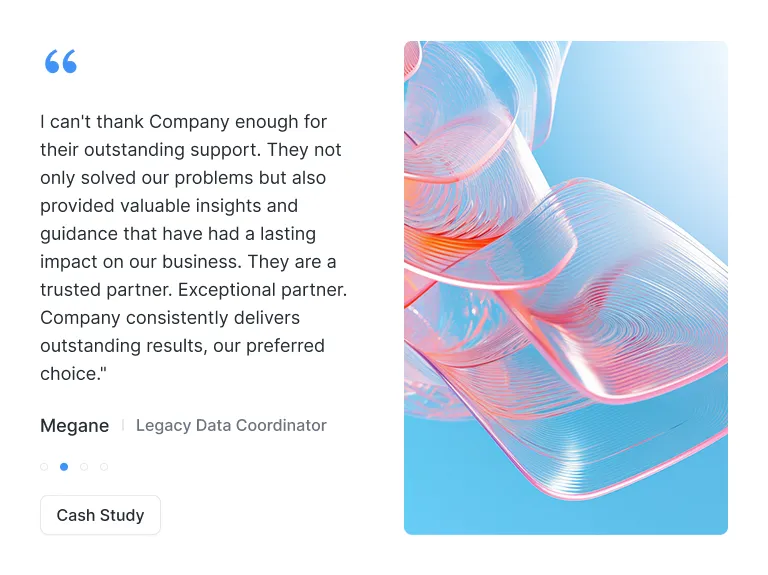 “
I can't thank Company enough for
their outstanding support. They not
only solved our problems but also
provided valuable insights and
guidance that have had a lasting
impact on our business. They are a
trusted partner. Exceptional partner.
Company consistently delivers
outstanding results, our preferred
choice."
Megane | Legacy Data Coordinator
Cash Study